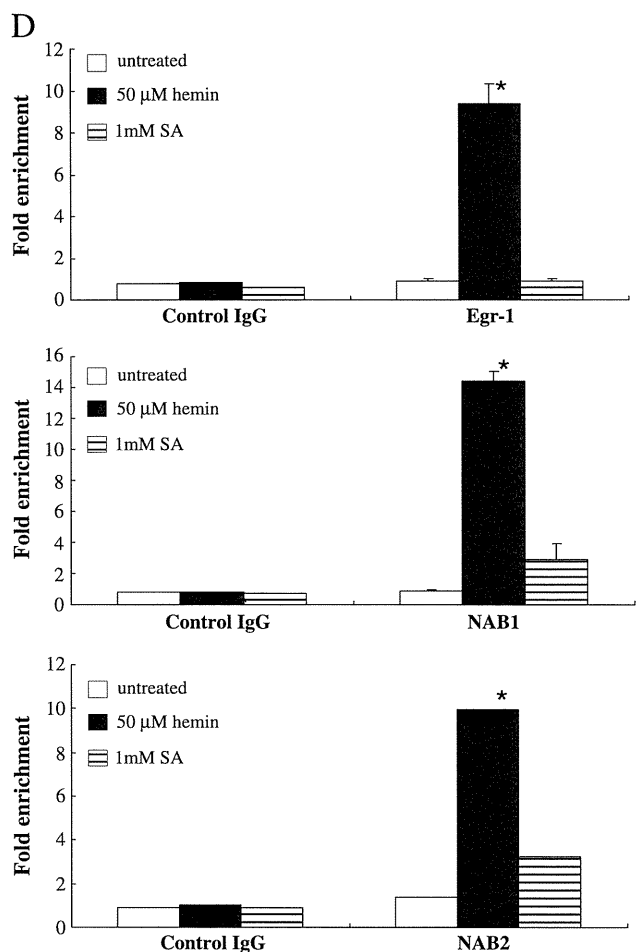 D
12
10
8
6
4
2
0
Fold enrichment
untreated
50 μM hemin
1mM SA
*
Control IgG
Egr-1
16
14
12
10
8
6
4
2
0
Fold enrichment
untreated
50 μM hemin
1mM SA
*
Control IgG
NAB1
12
10
8
6
4
2
0
Fold enrichment
untreated
50 μM hemin
1mM SA
*
Control IgG
NAB2